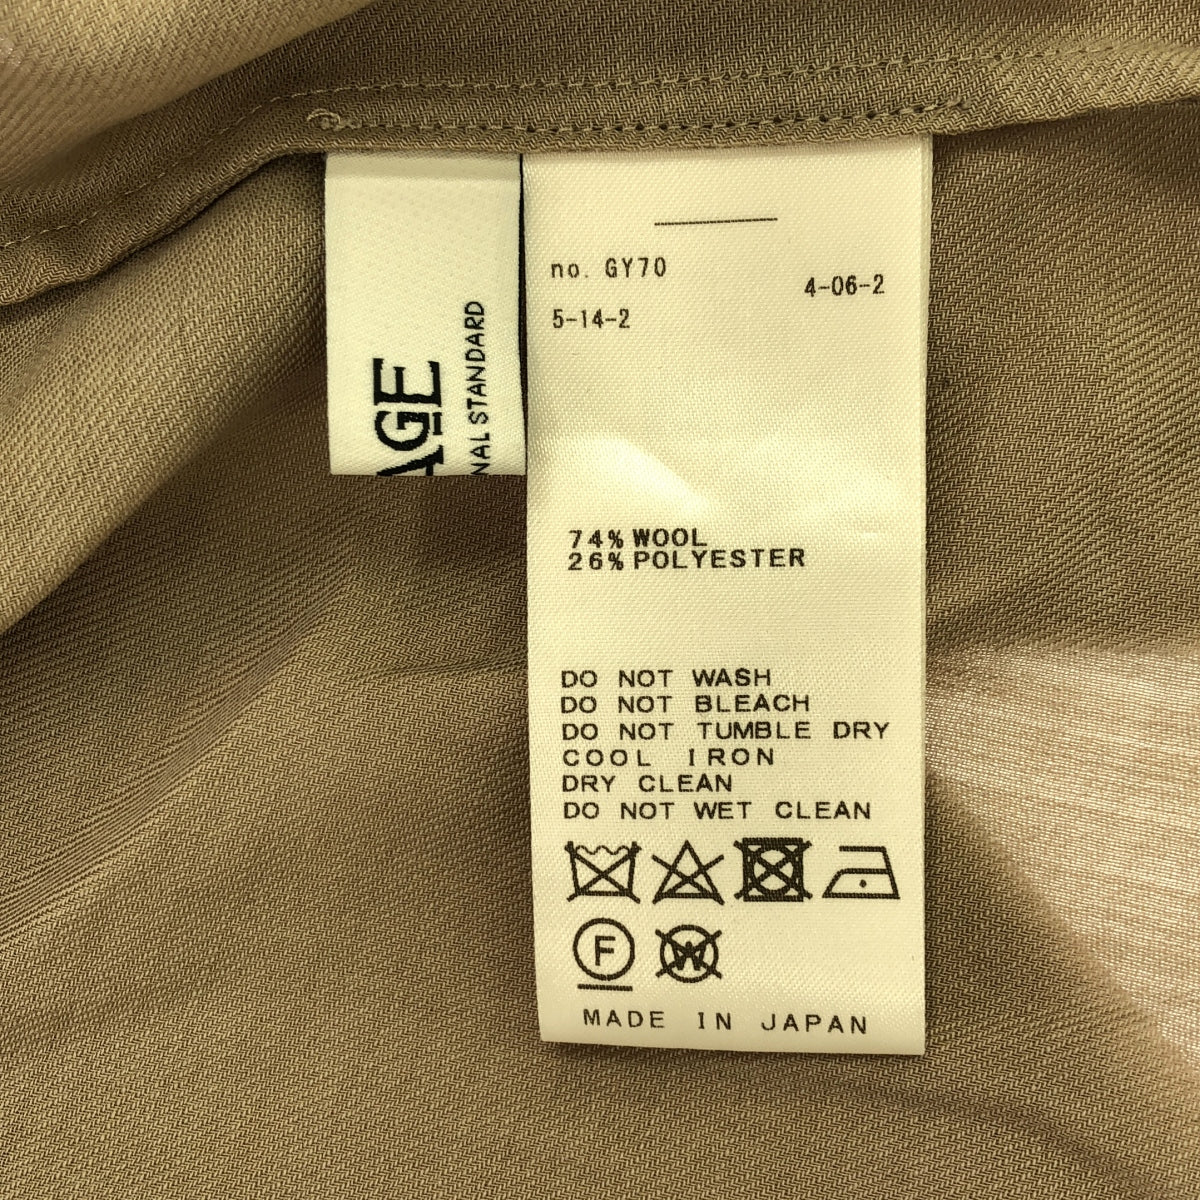 AGE
NAL STANDARD
no. GY70
4-06-2
5-14-2
74% WOOL
26% POLYESTER
DO NOT WASH
DO NOT BLEACH
DO NOT TUMBLE DRY
COOL IRON
DRY CLEAN
DO NOT WET CLEAN
F W
MADE IN JAPAN